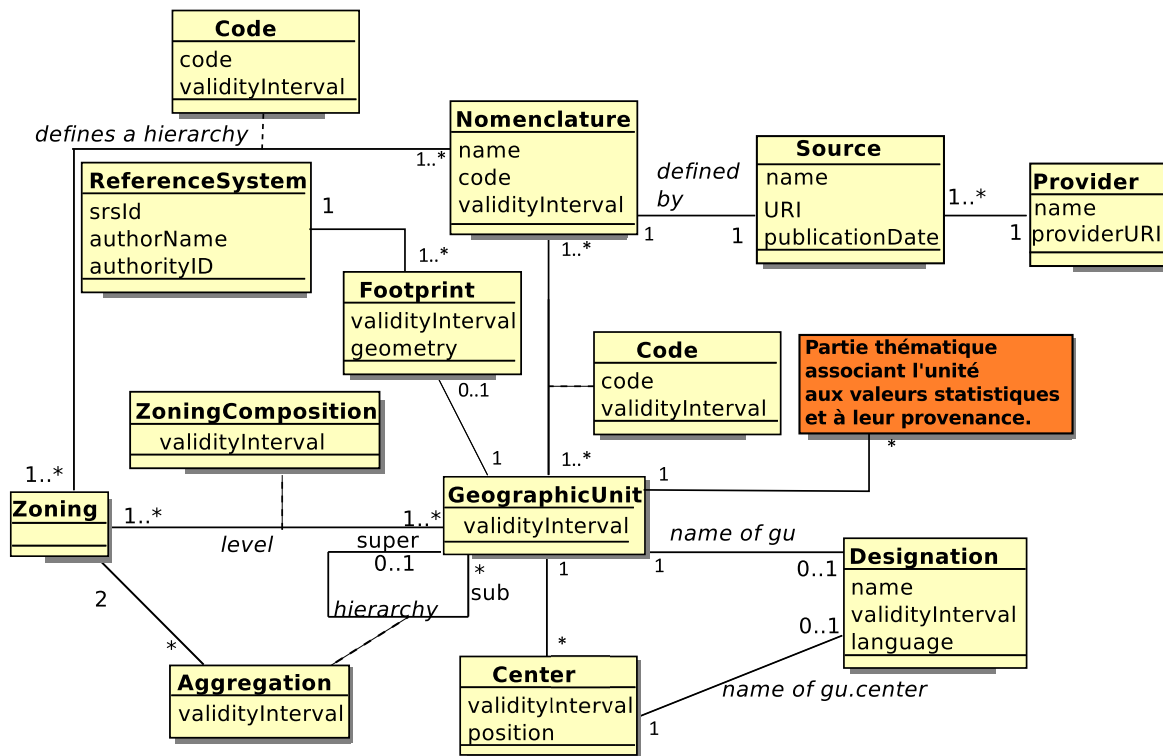 Code
code
validityInterval
defines a hierarchy
1..*
Nomenclature
name
code
validityInterval
defined
by
1
1
Source
name
URI
publicationDate
1..*
1
Provider
name
providerURI
ReferenceSystem
srsId
authorName
authorityID
1
1..*
1..*
Footprint
validityInterval
geometry
0..1
1
Code
code
validityInterval
1..*
Partie thématique
associant l'unité
aux valeurs statistiques
et à leur provenance.
*
1
ZoningComposition
validityInterval
1..*
Zoning
1..*
level
1..*
GeographicUnit
validityInterval
super
0..1
*
sub
hierarchy
1
1
name of gu
0..1
Designation
name
validityInterval
language
0..1
2
*
Aggregation
validityInterval
*
Center
validityInterval
position
1
name of gu.center